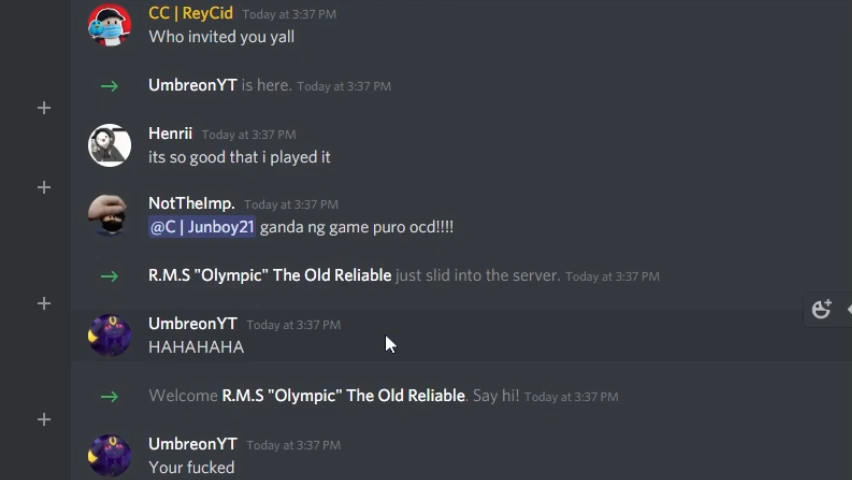 CC | ReyCid Today at 3:37 PM
Who invited you yall
UmbreonYT is here. Today at 3:37 PM
Henrii Today at 3:37 PM
its so good that i played it
NotTheImp. Today at 3:37 PM
@C | Junboy21 ganda ng game puro ocd!!!!
R.M.S "Olympic" The Old Reliable just slid into the server. Today at 3:37 PM
UmbreonYT Today at 3:37 PM
HAHAHAHA
Welcome R.M.S "Olympic" The Old Reliable. Say hi! Today at 3:37 PM
UmbreonYT Today at 3:37 PM
Your fucked